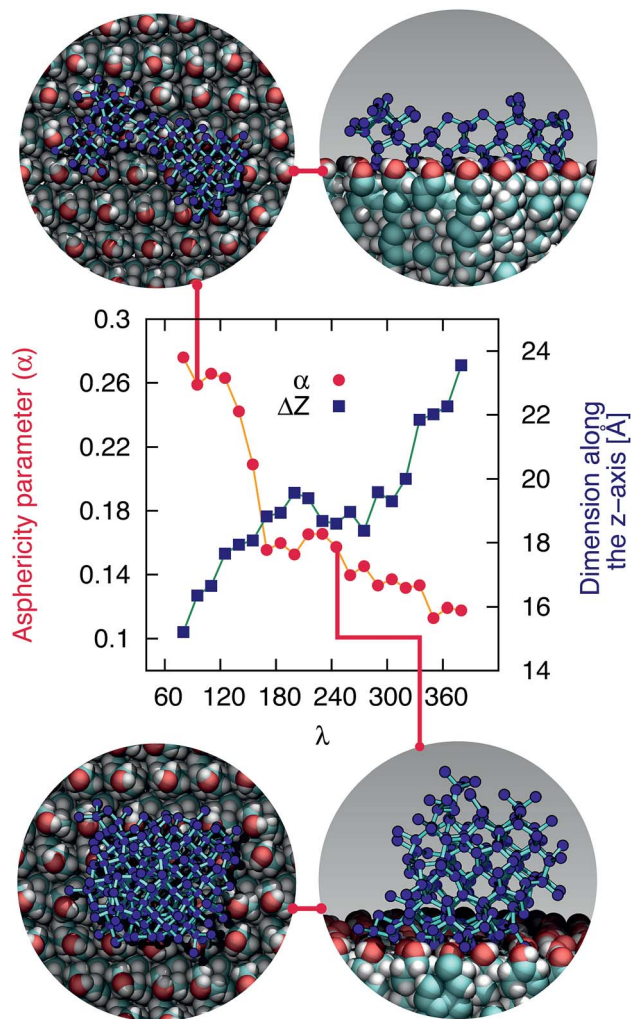 0.3
0.26
0.22
0.18
0.14
0.1
Asphericity parameter (α)
α
ΔZ
24
22
20
18
16
14
Dimension along
the z-axis [Å]
60 120 180 240 300 360
λ